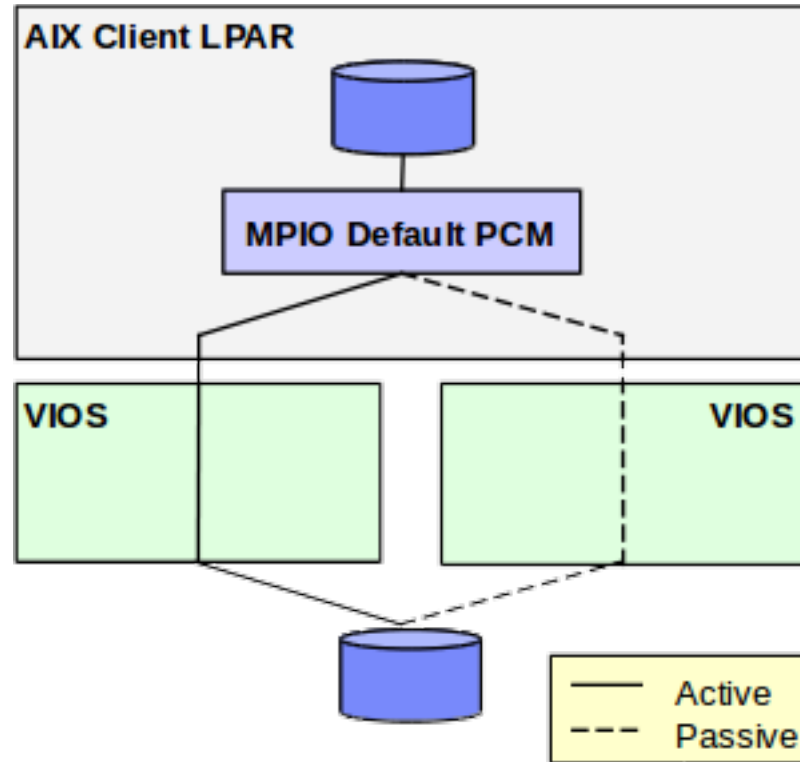 AIX Client LPAR
MPIO Default PCM
VIOS
VIOS
Active
Passive